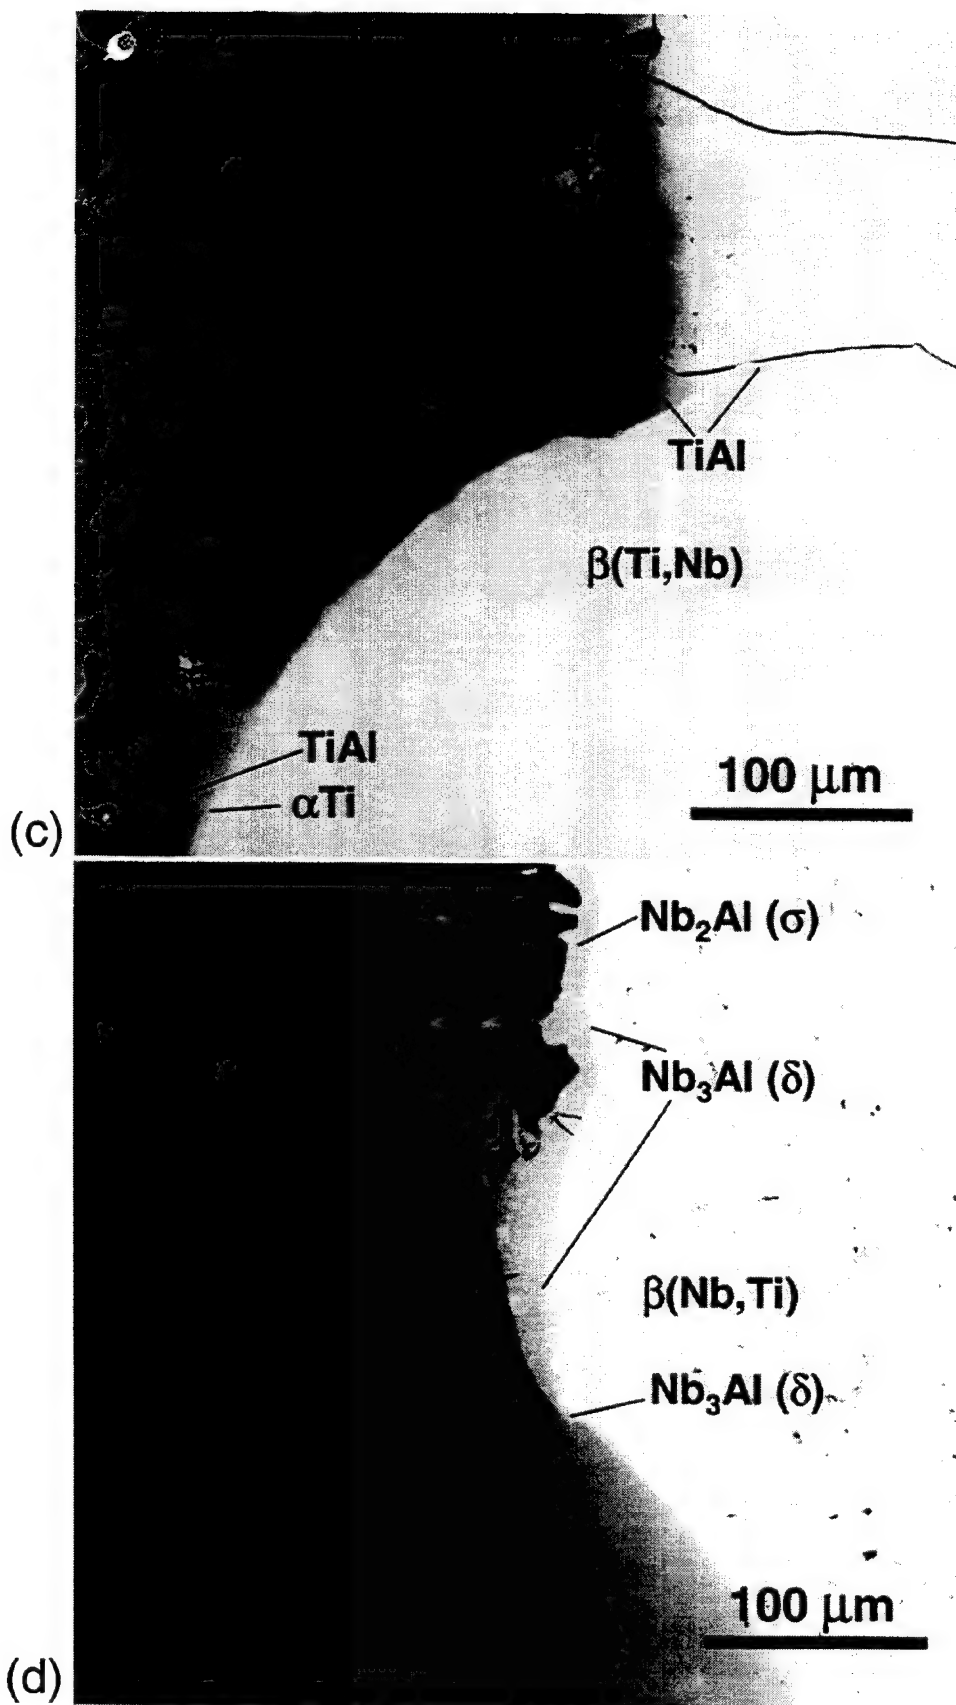 TiAl
β(Ti,Nb)
TiAl
αTi
100 μm
(c)
Nb₂Al (σ)
Nb₃Al (δ)
β(Nb,Ti)
Nb₃Al (δ)
100 μm
(d)